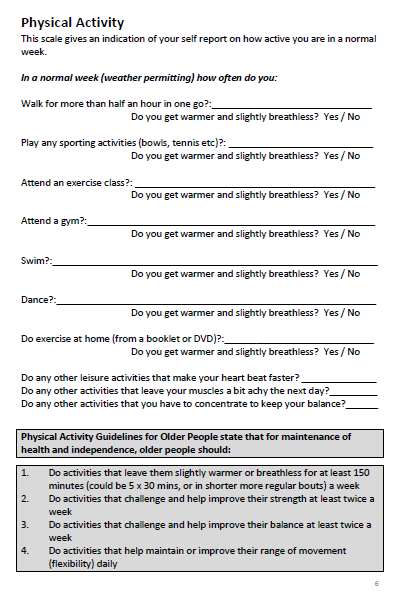 Physical Activity
This scale gives an indication of your self report on how active you are in a normal
week.
In a normal week (weather permitting) how often do you:
Walk for more than half an hour in one go?:______________________________
Do you get warmer and slightly breathless? Yes / No
Play any sporting activities (bowls, tennis etc)?: ___________________________
Do you get warmer and slightly breathless? Yes / No
Attend an exercise class?: _____________________________________________
Do you get warmer and slightly breathless? Yes / No
Attend a gym?:______________________________________________________
Do you get warmer and slightly breathless? Yes / No
Swim?:_____________________________________________________________
Do you get warmer and slightly breathless? Yes / No
Dance?:____________________________________________________________
Do you get warmer and slightly breathless? Yes / No
Do exercise at home (from a booklet or DVD)?:____________________________
Do you get warmer and slightly breathless? Yes / No
Do any other leisure activities that make your heart beat faster? ______________
Do any other activities that leave your muscles a bit achy the next day?_________
Do any other activities that you have to concentrate to keep your balance?______
Physical Activity Guidelines for Older People state that for maintenance of
health and independence, older people should:
1. Do activities that leave them slightly warmer or breathless for at least 150
minutes (could be 5 x 30 mins, or in shorter more regular bouts) a week
2. Do activities that challenge and help improve their strength at least twice a
week
3. Do activities that challenge and help improve their balance at least twice a
week
4. Do activities that help maintain or improve their range of movement
(flexibility) daily
6